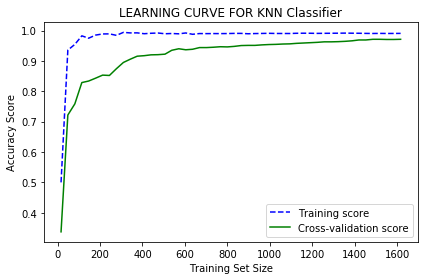 LEARNING CURVE FOR KNN Classifier
1.0
0.9
0.8
0.7
0.6
0.5
0.4
Accuracy Score
Training score
Cross-validation score
0 200 400 600 800 1000 1200 1400 1600
Training Set Size